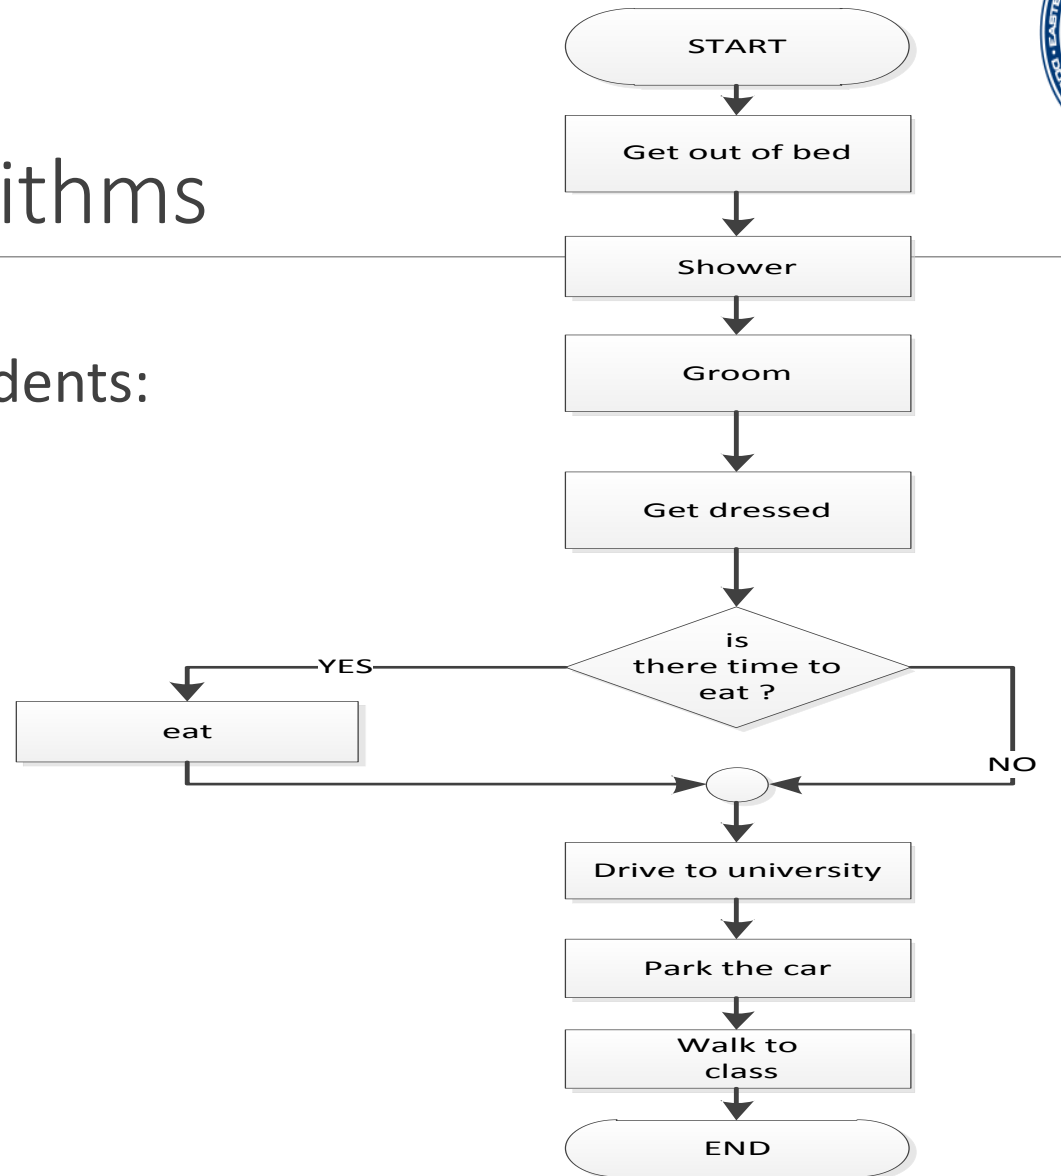 START
Get out of bed
ithms
Shower
dents:
Groom
Get dressed
is
there time to
eat ?
YES
eat
NO
Drive to university
Park the car
Walk to
class
END